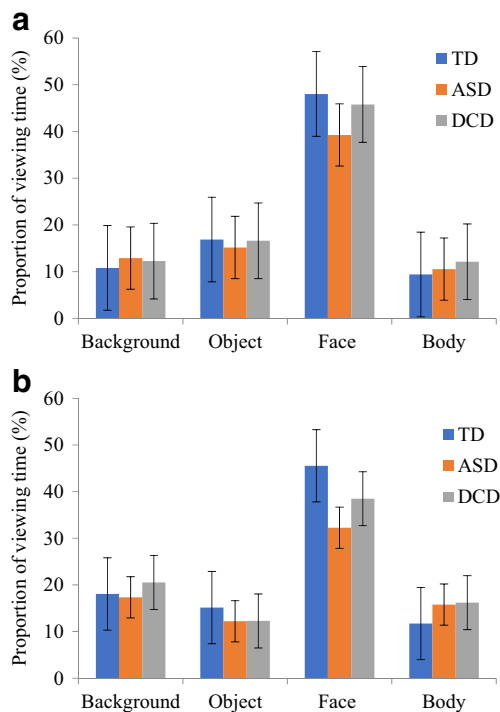 a
Proportion of viewing time (%)
60
50
40
30
20
10
0
TD
ASD
DCD
Background Object Face Body
b
Proportion of viewing time (%)
60
50
40
30
20
10
0
TD
ASD
DCD
Background Object Face Body